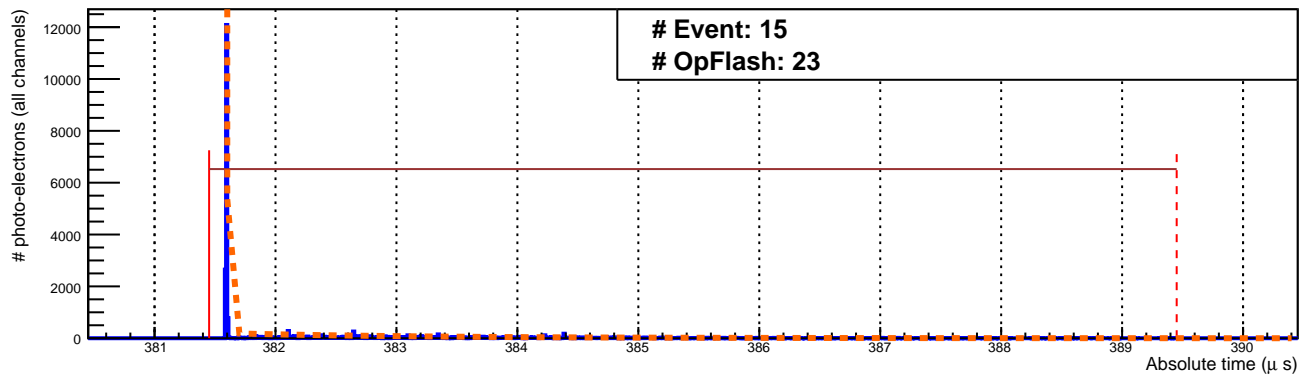 # Event: 15
# OpFlash: 23
# photo-electrons (all channels)
12000
10000
8000
6000
4000
2000
0
381 382 383 384 385 386 387 388 389 390
Absolute time (μ s)